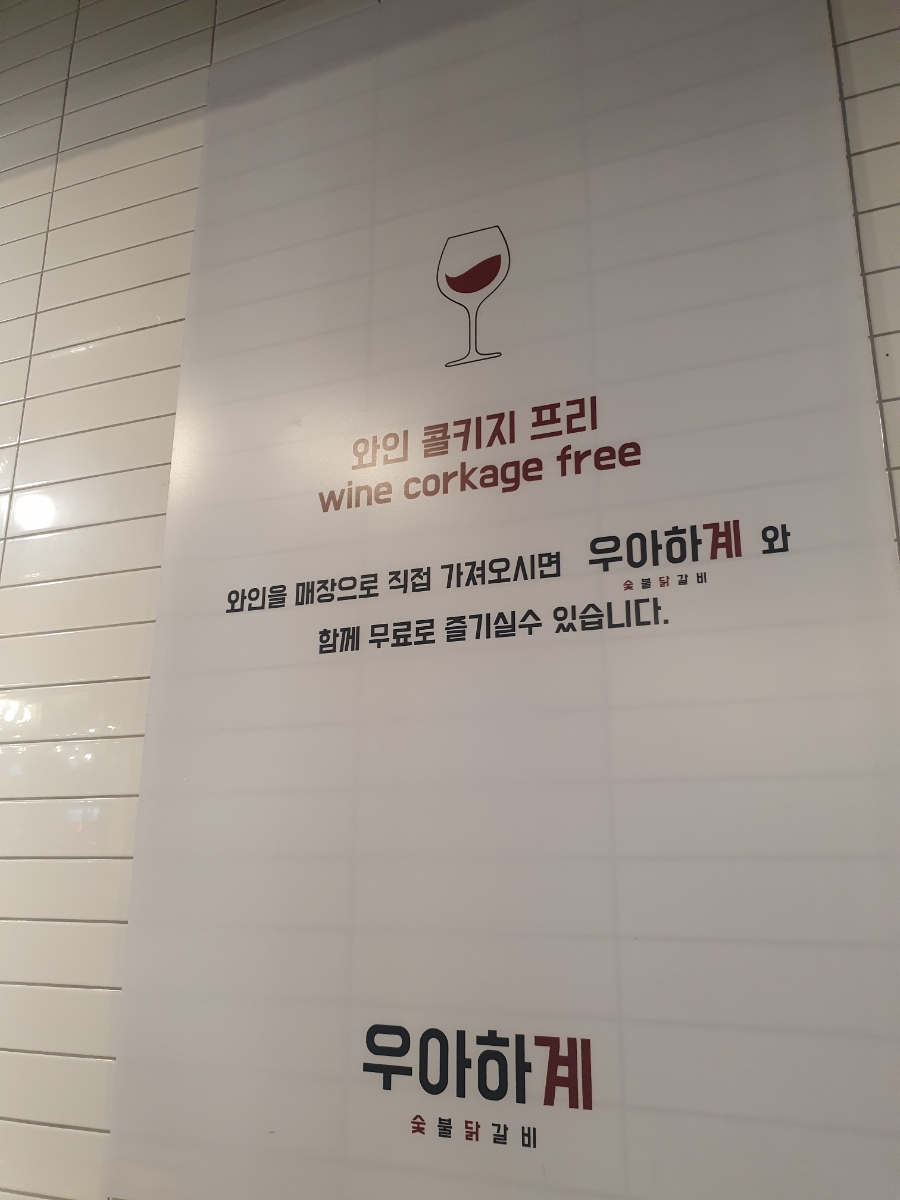 와인 콜키지 프리
wine corkage free
와인을 매장으로 직접 가져오시면 우아하계 와
숯불닭갈비
함께 무료로 즐기실수 있습니다.
우아하계
숯불닭갈비